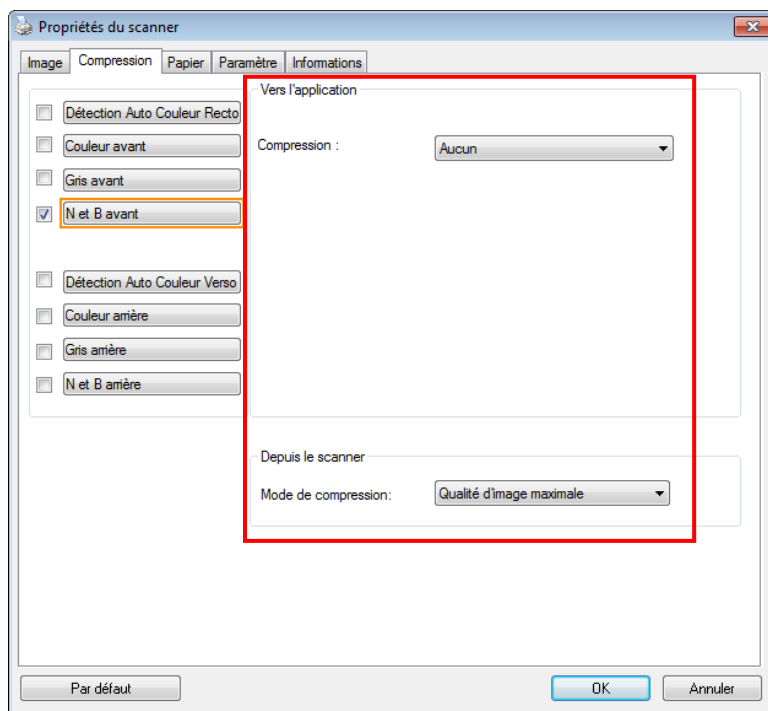 Propriétés du scanner
Image Compression Papier Paramètre Informations
Détection Auto Couleur Recto
Couleur avant
Gris avant
N et B avant
Détection Auto Couleur Verso
Couleur arrière
Gris arrière
N et B arrière
Vers l'application
Compression : Aucun
Depuis le scanner
Mode de compression: Qualité d'image maximale
Par défaut OK Annuler